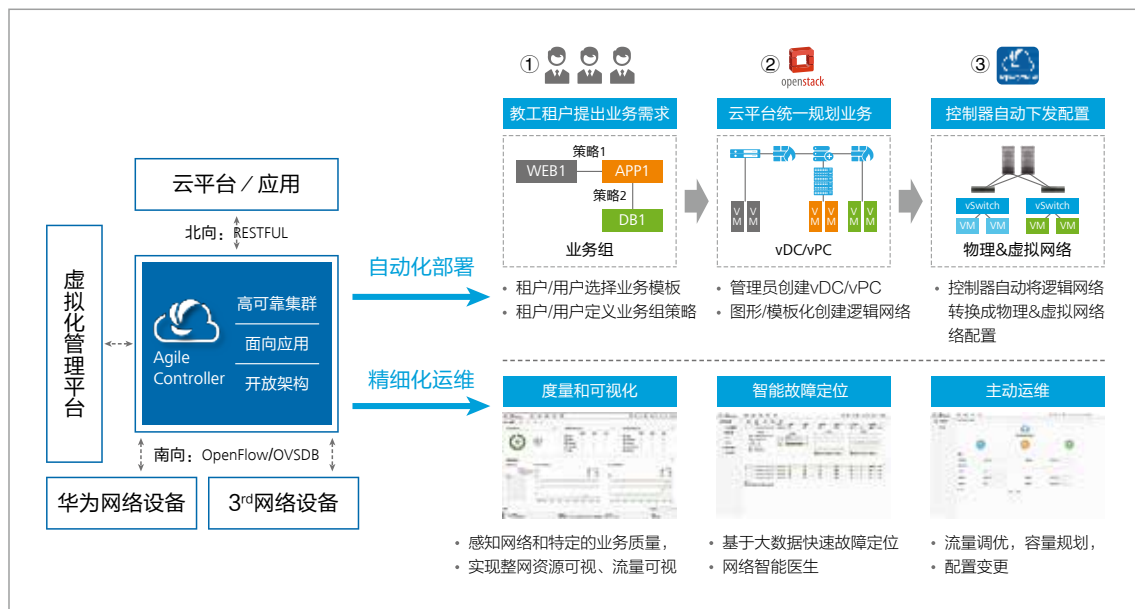 云平台 / 应用
北向：RESTFUL
虚拟化管理平台
Agile
Controller
高可靠集群
面向应用
开放架构
南向：OpenFlow/OVSDB
华为网络设备
3rd网络设备
自动化部署
精细化运维
①
教工租户提出业务需求
策略1
WEB1
APP1
策略2
DB1
业务组
• 租户/用户选择业务模板
• 租户/用户定义业务组策略
②
openstack
云平台统一规划业务
VM
VM
VM
VM
VM
VM
vDC/vPC
• 管理员创建vDC/vPC
• 图形/模板化创建逻辑网络
③
控制器自动下发配置
vSwitch
vSwitch
VM
VM
VM
VM
物理&虚拟网络
• 控制器自动将逻辑网络
转换成物理&虚拟网络
络配置
度量和可视化
• 感知网络和特定的业务质量，
• 实现整网资源可视、流量可视
智能故障定位
• 基于大数据快速故障定位
• 网络智能医生
主动运维
• 流量调优，容量规划，
• 配置变更